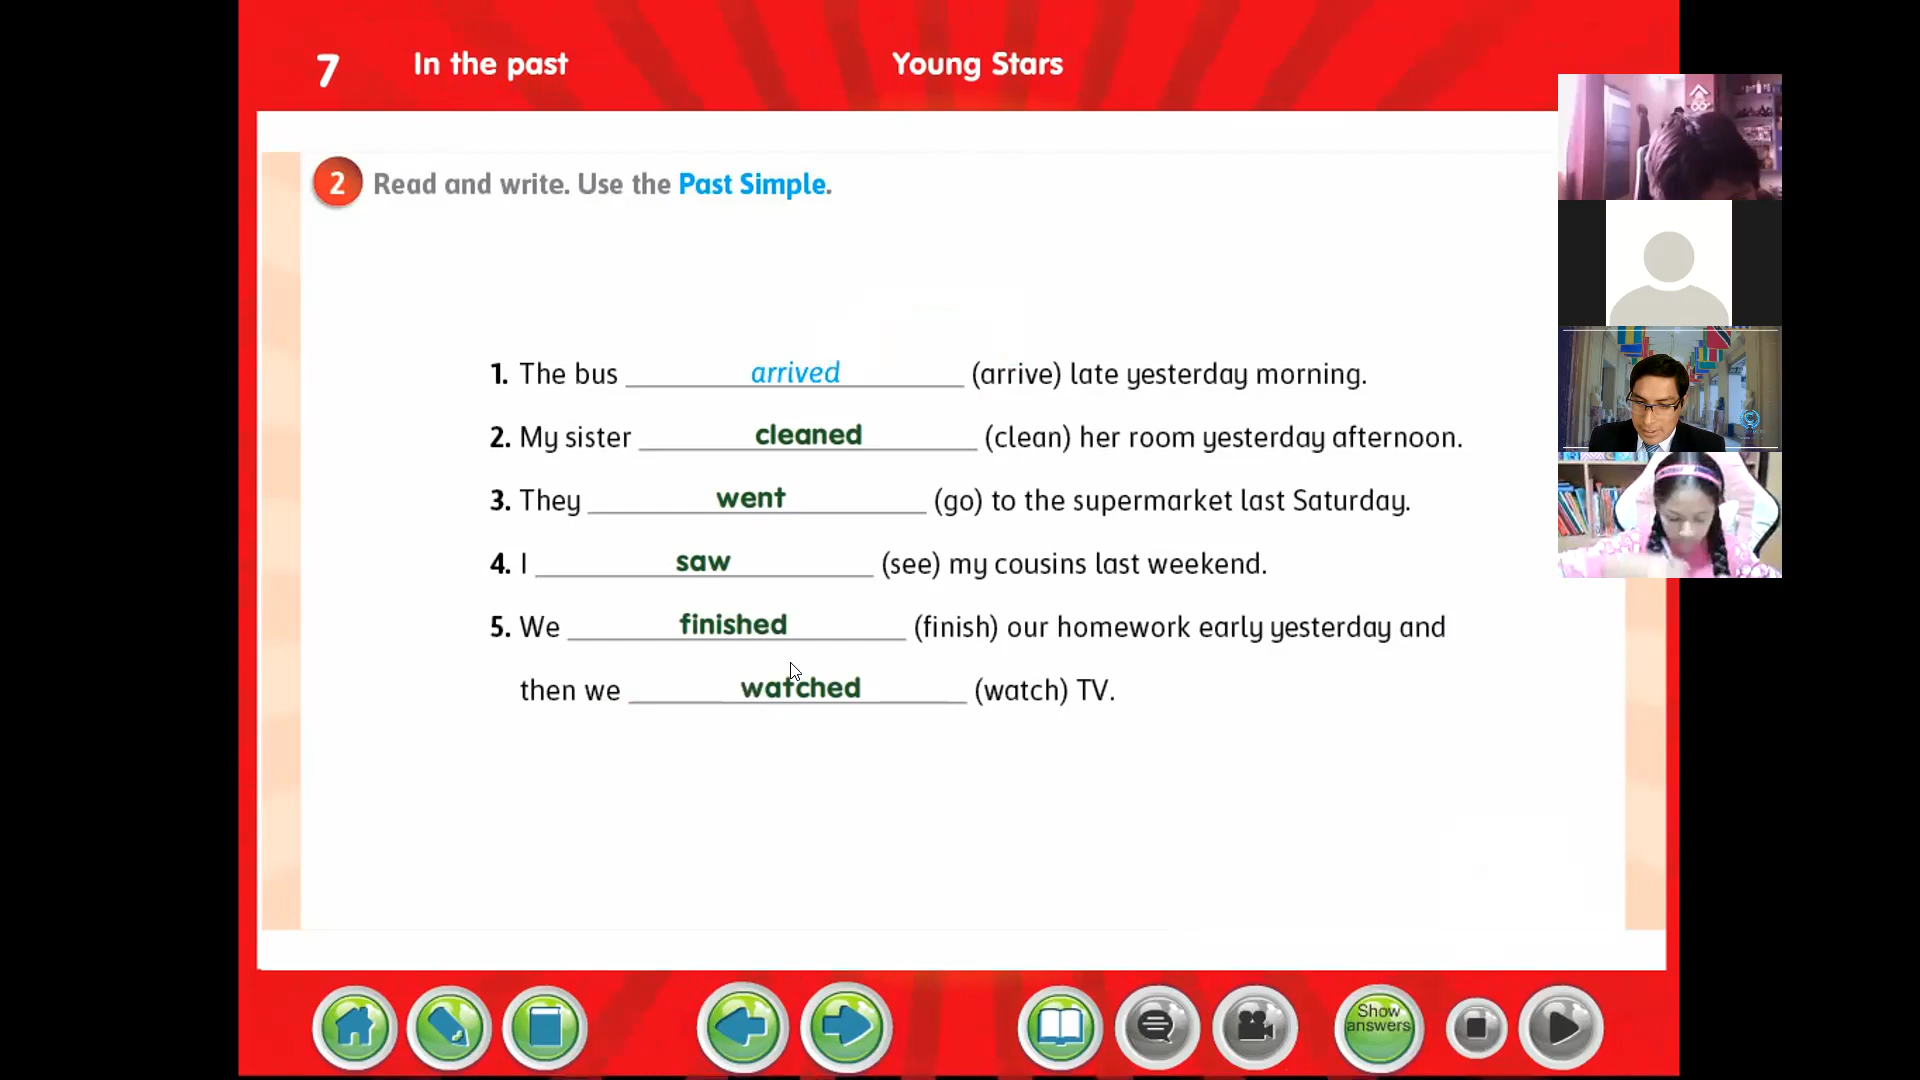 7 In the past Young Stars
2 Read and write. Use the Past Simple.
1. The bus arrived (arrive) late yesterday morning.
2. My sister cleaned (clean) her room yesterday afternoon.
3. They went (go) to the supermarket last Saturday.
4. I saw (see) my cousins last weekend.
5. We finished (finish) our homework early yesterday and
then we watched (watch) TV.
Show
answers